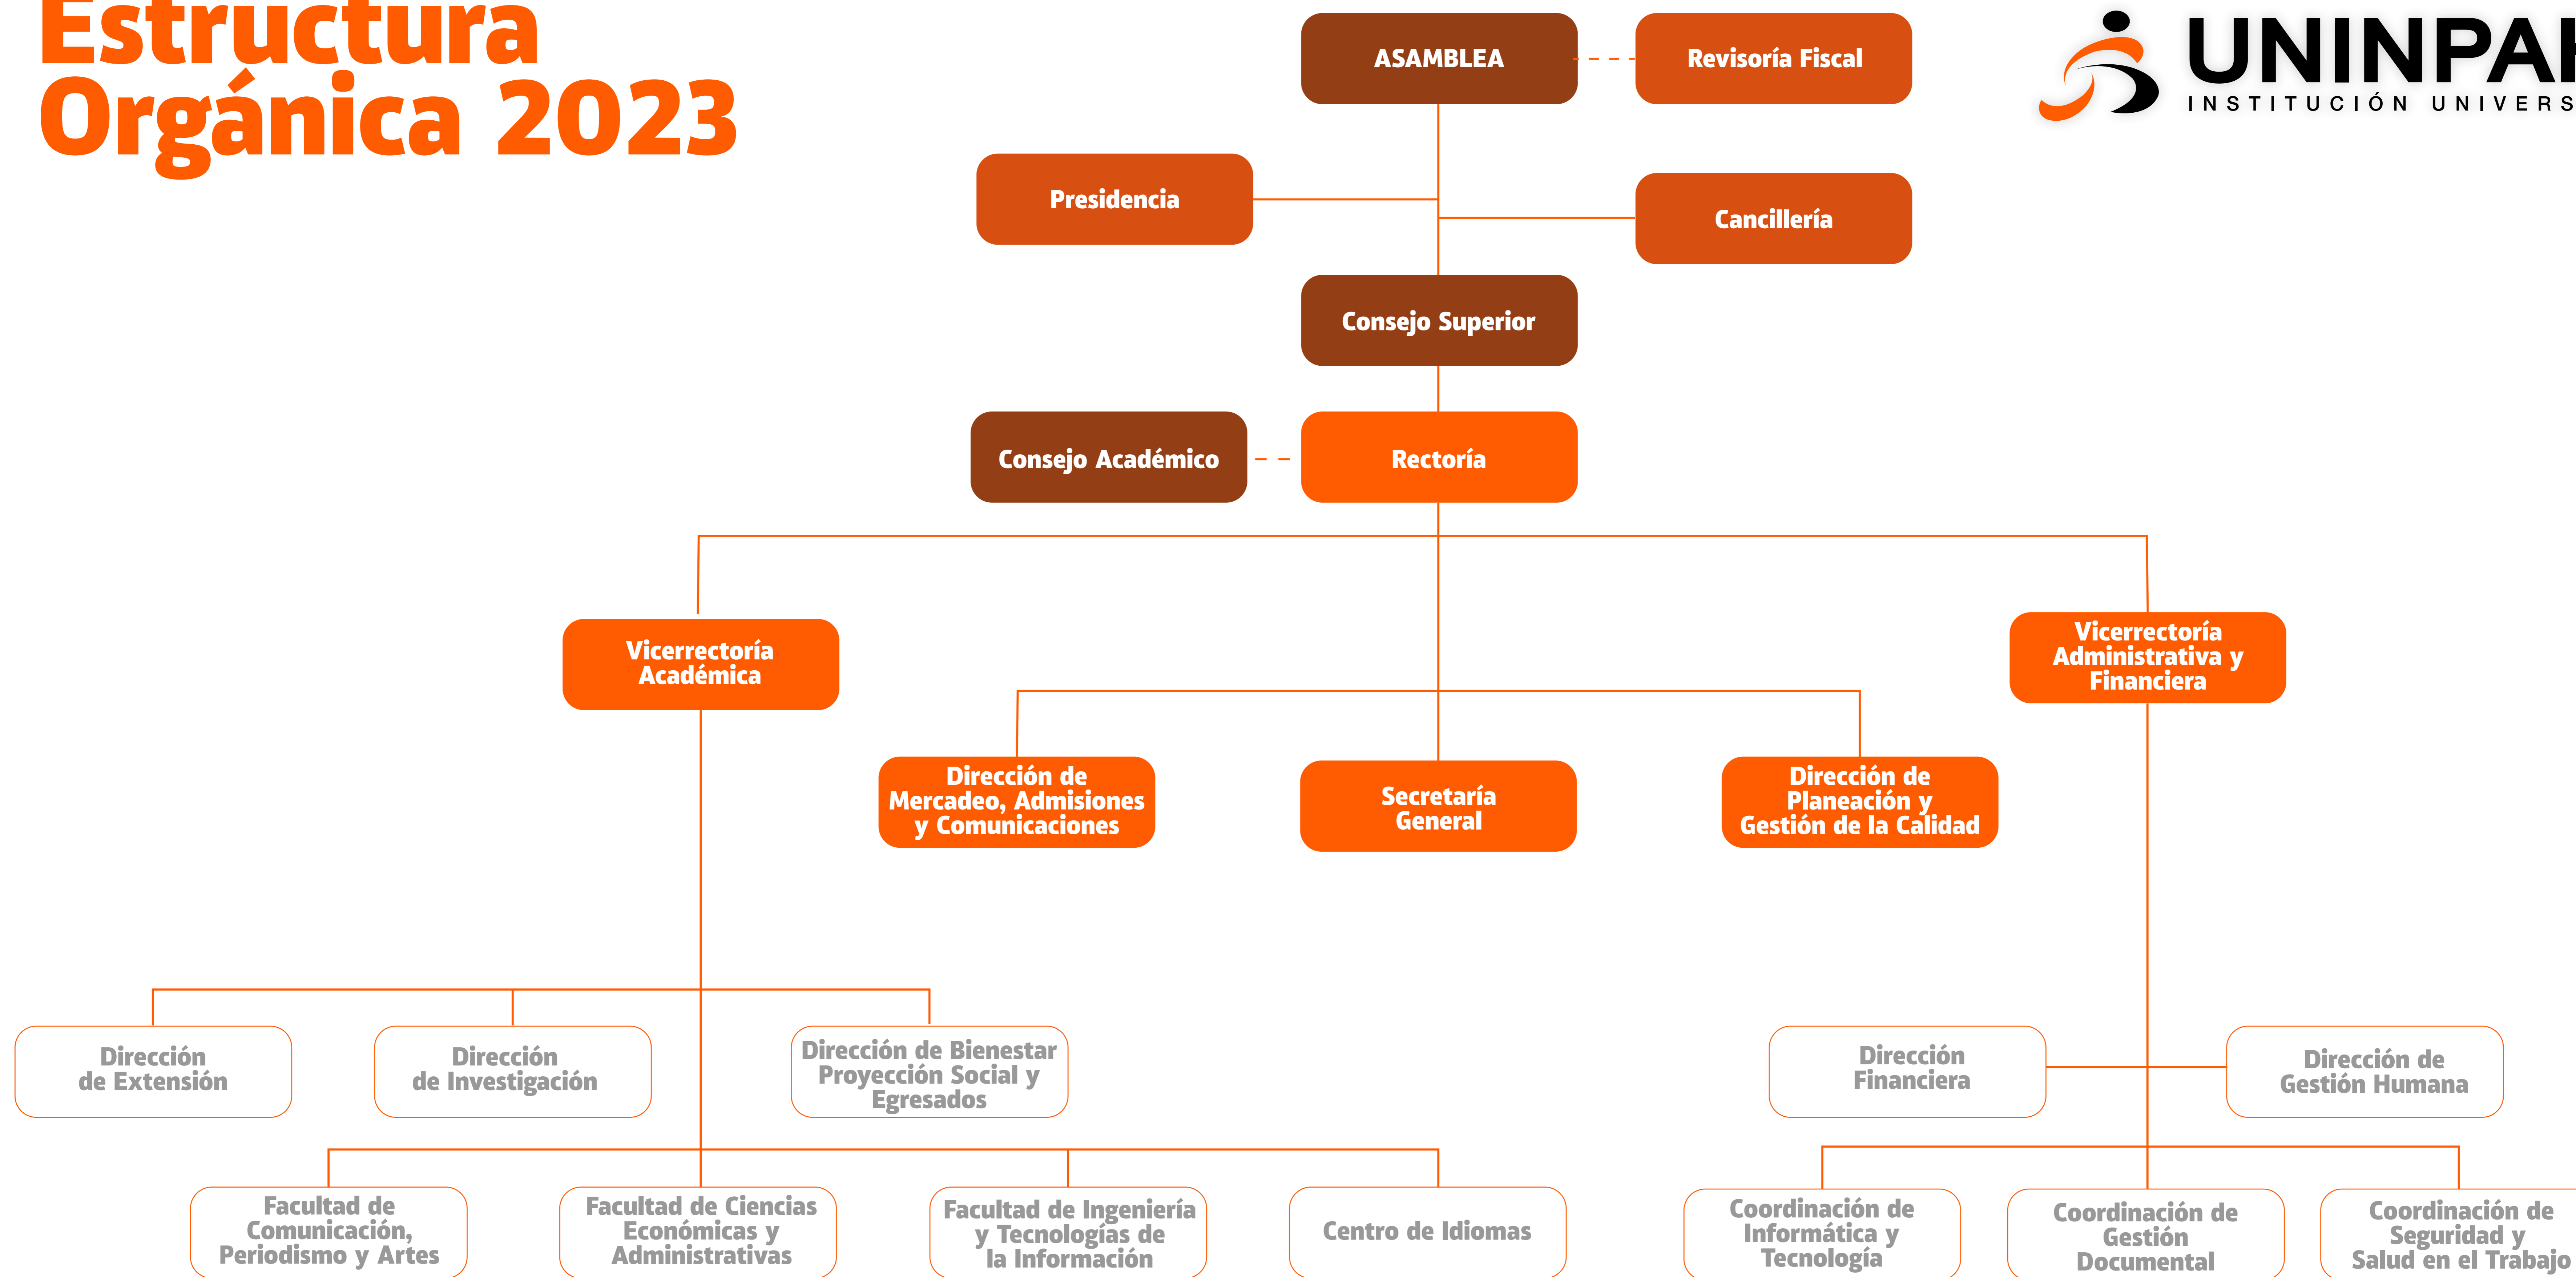 Estructura
Orgánica 2023
ASAMBLEA
Revisoría Fiscal
INSTITUCIÓN
Presidencia
Cancillería
Consejo Superior
Consejo Académico
Rectoría
Vicerrectoría
Académica
Vicerrectoría
Administrativa y
Financiera
Dirección de
Mercadeo, Admisiones
y Comunicaciones
Secretaría
General
Dirección de
Planeación y
Gestión de la Calidad
Dirección
de Extensión
Dirección
de Investigación
Dirección de Bienestar
Proyección Social y
Egresados
Dirección
Financiera
Dirección de
Gestión Humana
Facultad de
Comunicación,
Periodismo y Artes
Facultad de Ciencias
Económicas y
Administrativas
Facultad de Ingeniería
y Tecnologías de
la Información
Centro de Idiomas
Coordinación de
Informática y
Tecnología
Coordinación de
Gestión
Documental
Coordinación de
Seguridad y
Salud en el Trabajo